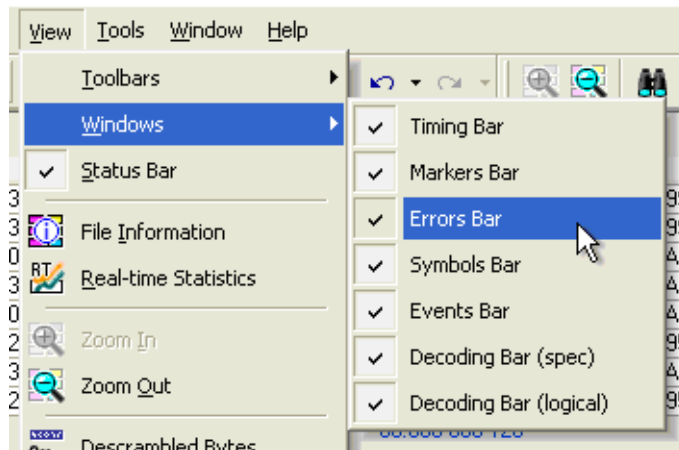 View Tools Window Help
Toolbars
Windows
Status Bar
File Information
RT
Real-time Statistics
Zoom In
Zoom Out
Descrambled Bytes
Timing Bar
Markers Bar
Errors Bar
Symbols Bar
Events Bar
Decoding Bar (spec)
Decoding Bar (logical)